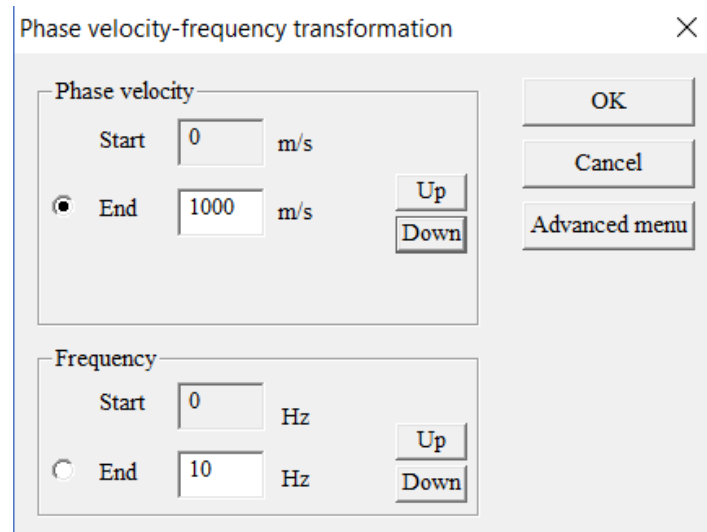 Phase velocity-frequency transformation
Phase velocity
Start 0 m/s
End 1000 m/s
Up
Down
OK
Cancel
Advanced menu
Frequency
Start 0 Hz
End 10 Hz
Up
Down